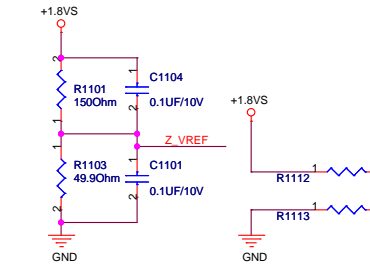 +1.8VS
2
1
R1101
150Ohm
1
C1104
2
0.1UF/10V
+1.8VS
Z_VREF
1
R1103
49.9Ohm
2
1
C1101
2
0.1UF/10V
R1112
1
R1113
1
GND
GND